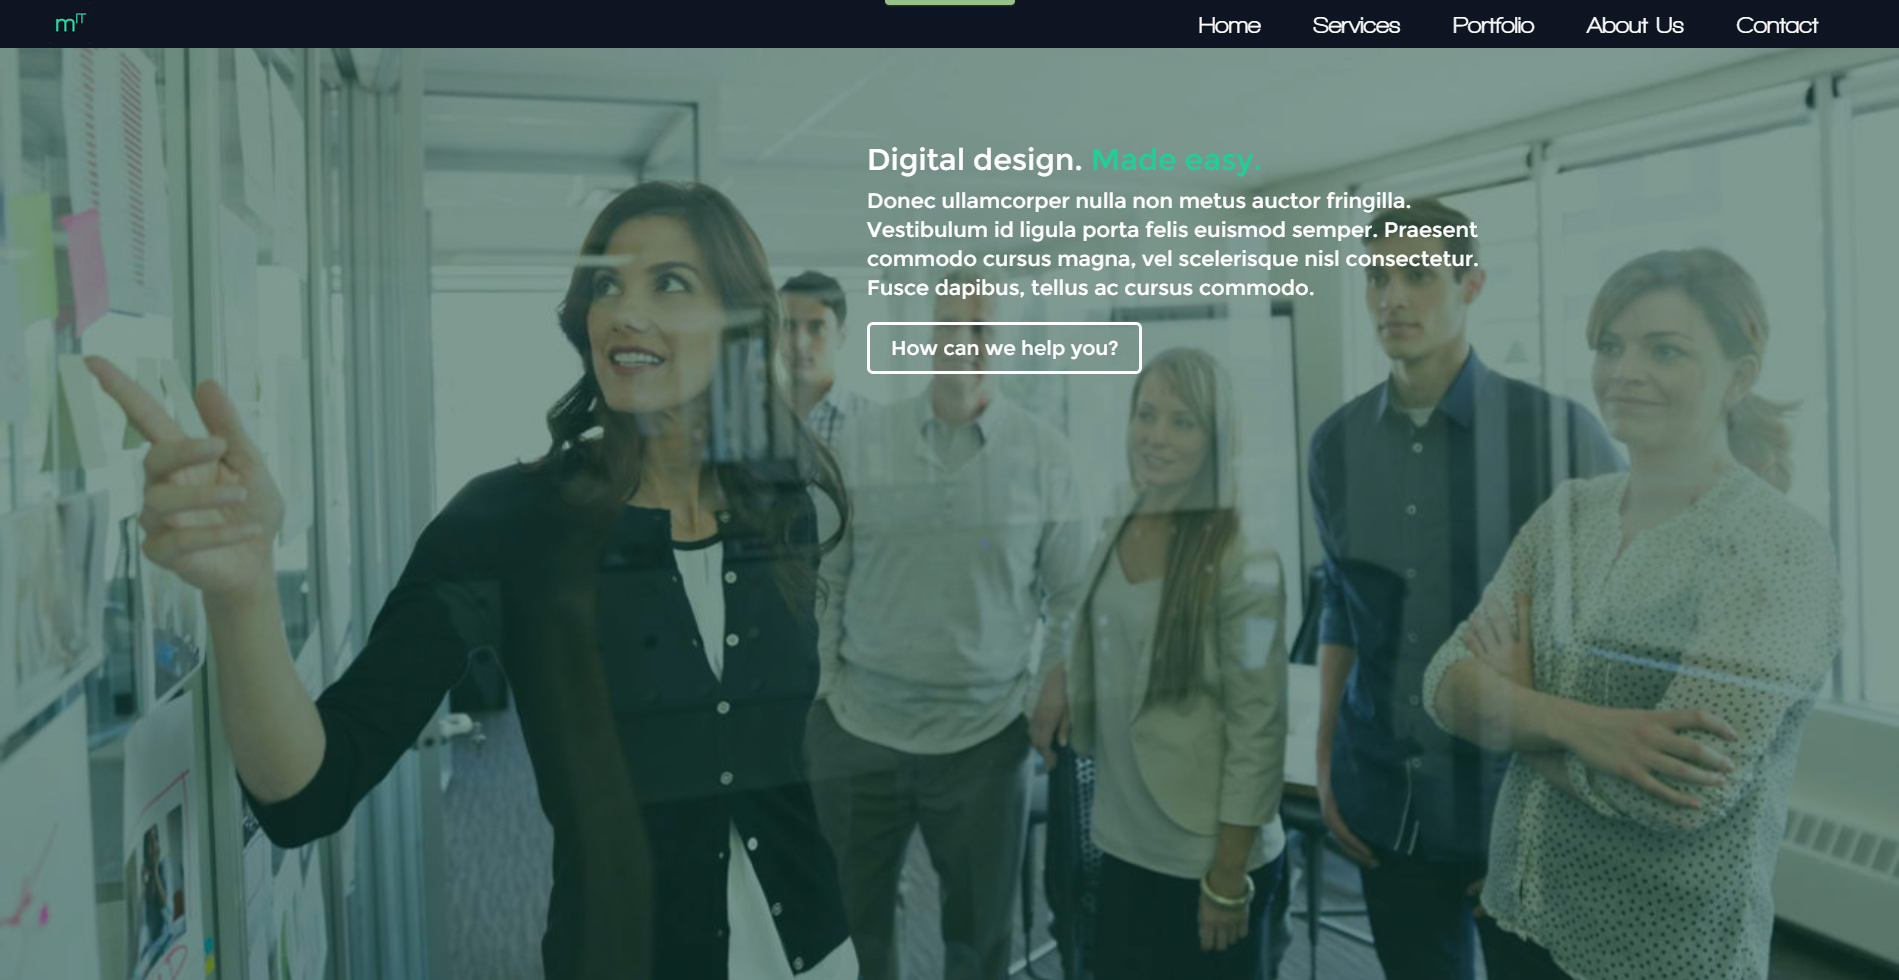 mIT
Home Services Portfolio About Us Contact
Digital design. Made easy.
Donec ullamcorper nulla non metus auctor fringilla.
Vestibulum id ligula porta felis euismod semper. Praesent
commodo cursus magna, vel scelerisque nisl consectetur.
Fusce dapibus, tellus ac cursus commodo.
How can we help you?